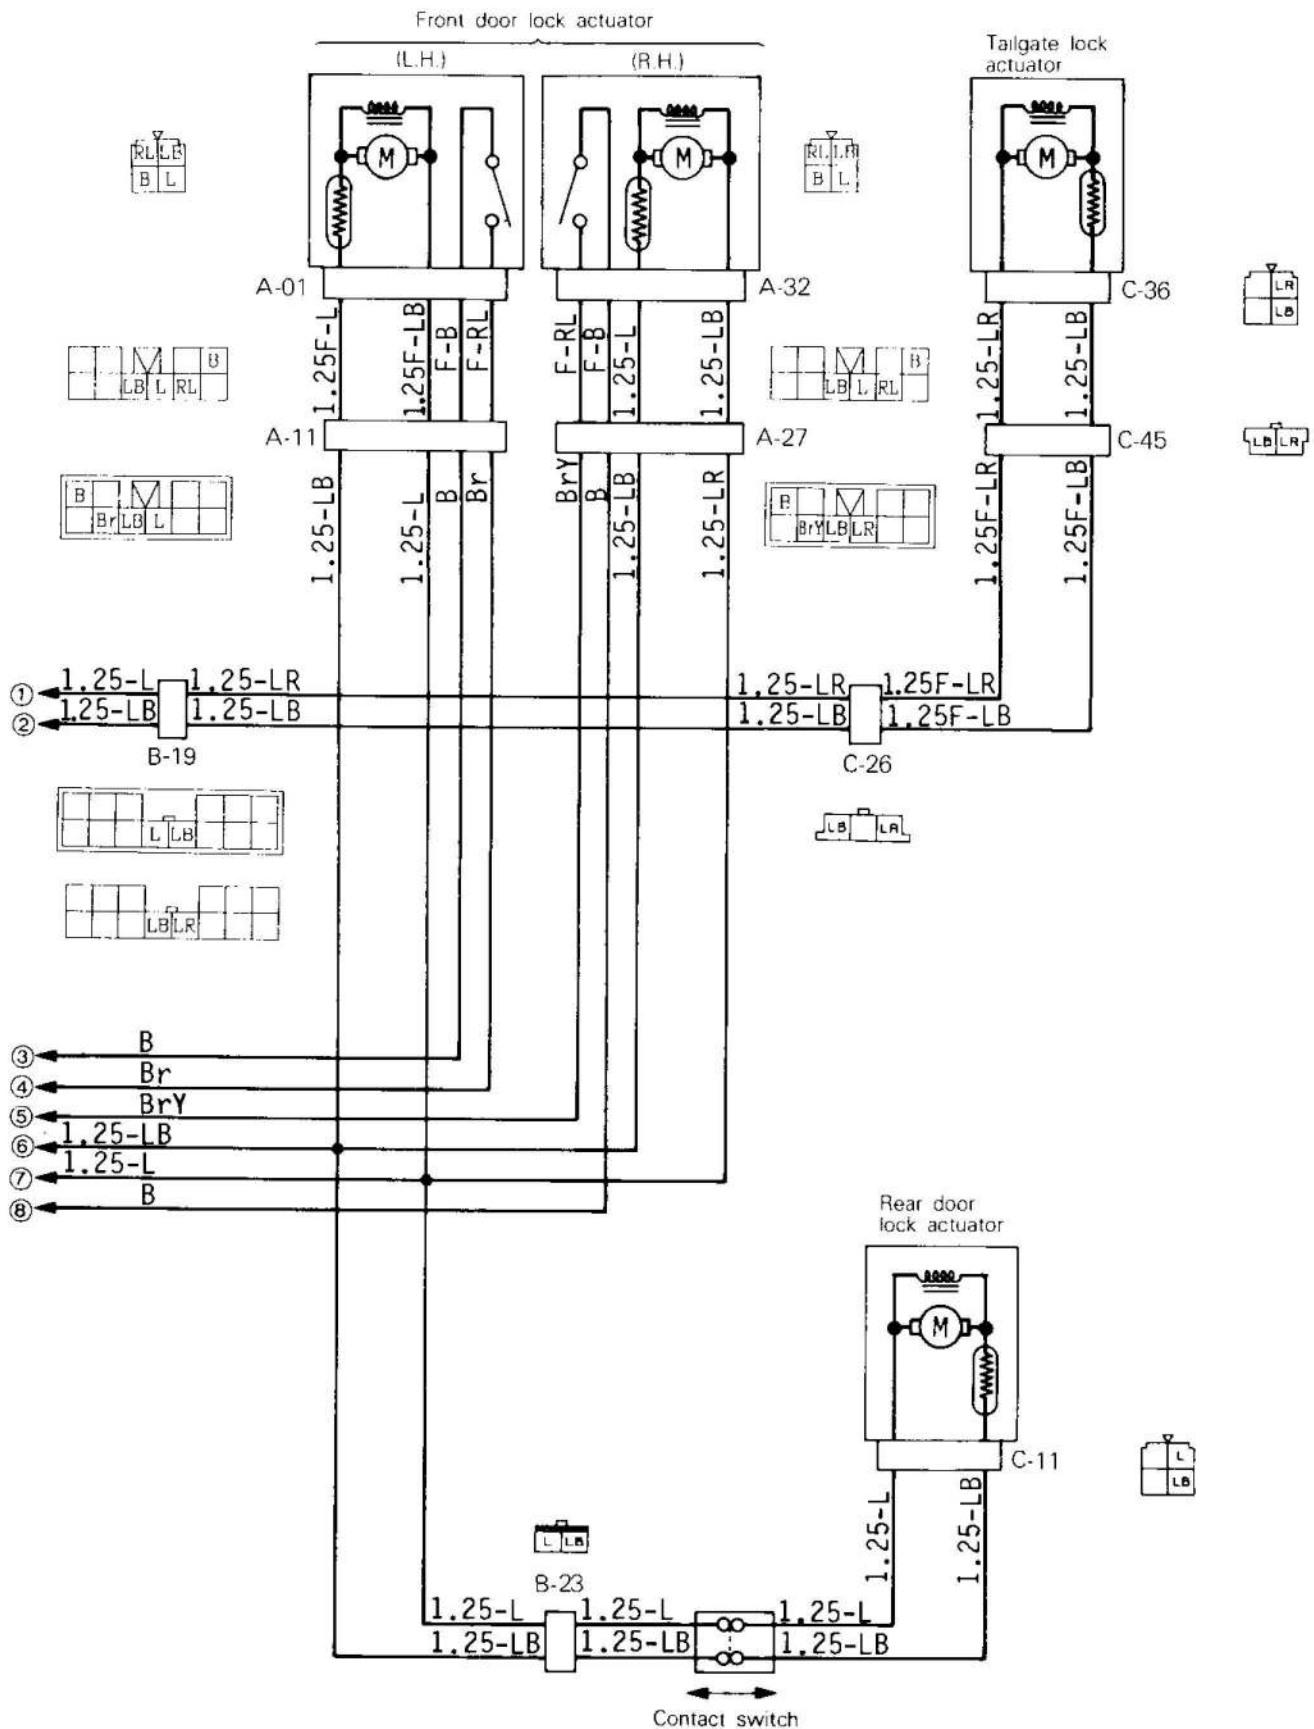 Front door lock actuator
(L.H.)
(R.H.)
Tailgate lock
actuator
RL LB
B L
M
M
RL LB
B L
M
A-01
A-32
C-36
LR
LB
1.25F-L
1.25F-LB
F-B
F-RL
F-RL
F-B
1.25-L
1.25-LB
1.25-LR
1.25-LB
B
LB L RL
B
LB L RL
A-11
A-27
C-45
LB LR
1.25-LB
1.25-L
B
Br
BrY
B
1.25-LB
1.25-LR
1.25F-LR
1.25F-LB
B
Br LB L
B
BrY LB LR
① 1.25-L 1.25-LR 1.25-LR 1.25F-LR
② 1.25-LB 1.25-LB 1.25-LB 1.25F-LB
B-19
C-26
L LB
LB LR
LB LR
③ B
④ Br
⑤ BrY
⑥ 1.25-LB
⑦ 1.25-L
⑧ B
Rear door
lock actuator
M
C-11
L
LB
1.25-L
1.25-LB
L LB
B-23
1.25-L 1.25-L 1.25-L
1.25-LB 1.25-LB 1.25-LB
Contact switch